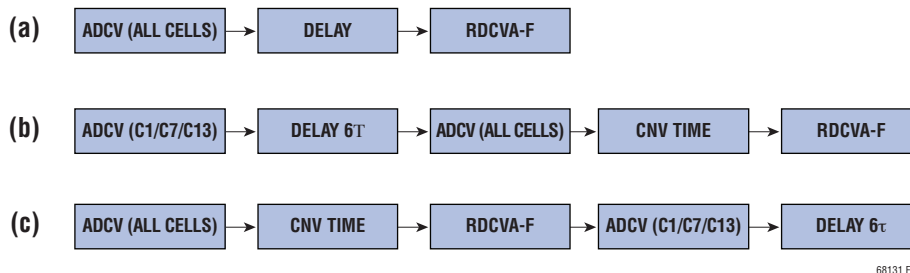 (a) ADCV (ALL CELLS) DELAY RDCVA-F
(b) ADCV (C1/C7/C13) DELAY 6T ADCV (ALL CELLS) CNV TIME RDCVA-F
(c) ADCV (ALL CELLS) CNV TIME RDCVA-F ADCV (C1/C7/C13) DELAY 6τ
68131 F